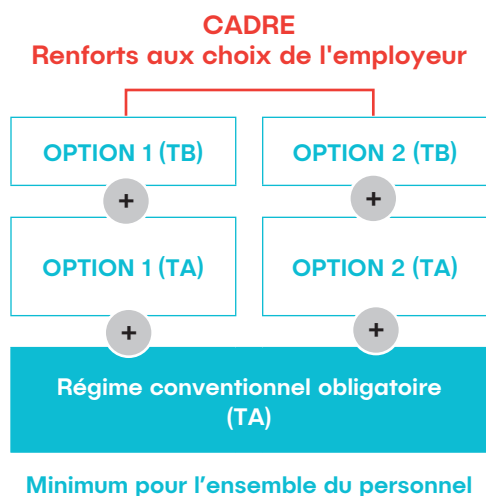 CADRE
Renforts aux choix de l'employeur
OPTION 1 (TB)
OPTION 2 (TB)
+
+
OPTION 1 (TA)
OPTION 2 (TA)
+
+
Régime conventionnel obligatoire
(TA)
Minimum pour l’ensemble du personnel